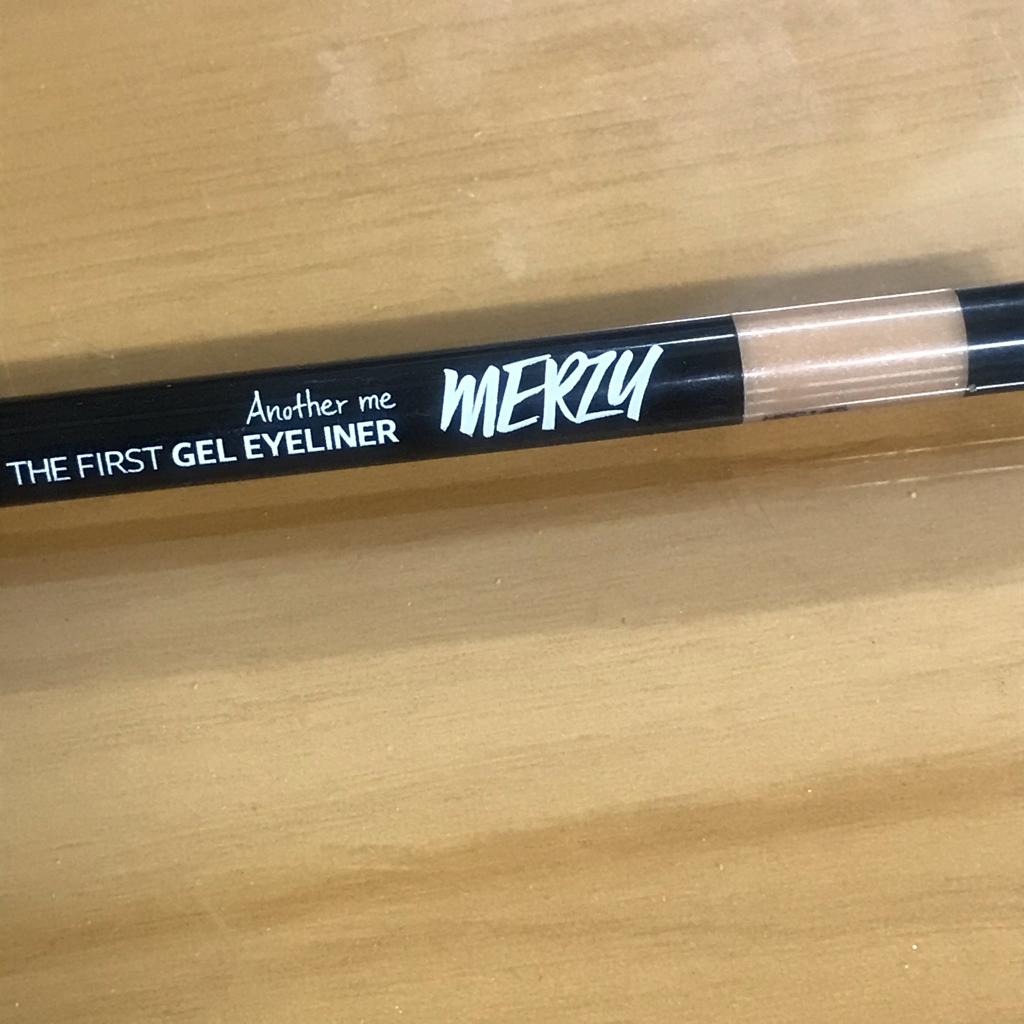 Another me
THE FIRST GEL EYELINER
MERZY